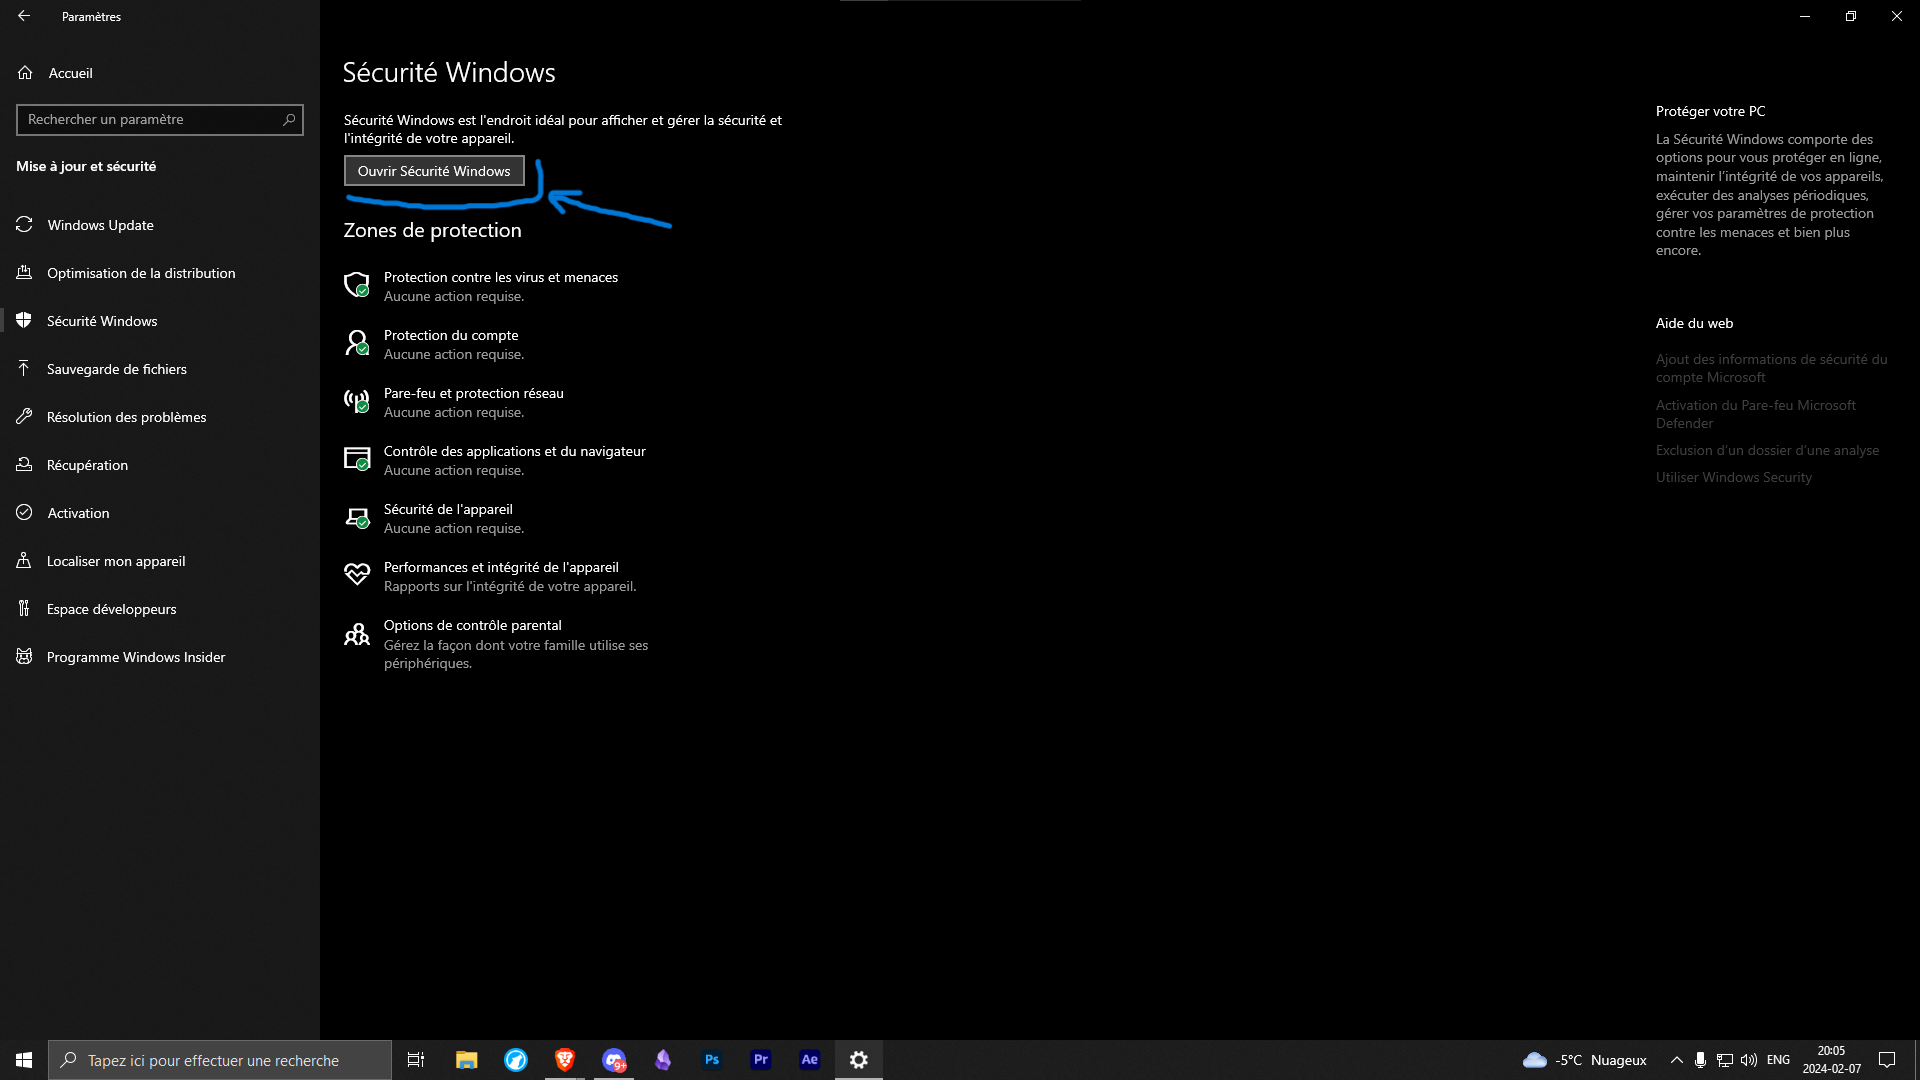 Paramètres
Accueil
Rechercher un paramètre
Mise à jour et sécurité
Windows Update
Optimisation de la distribution
Sécurité Windows
Sauvegarde de fichiers
Résolution des problèmes
Récupération
Activation
Localiser mon appareil
Espace développeurs
Programme Windows Insider
Sécurité Windows
Sécurité Windows est l'endroit idéal pour afficher et gérer la sécurité et
l'intégrité de votre appareil.
Ouvrir Sécurité Windows
Zones de protection
Protection contre les virus et menaces
Aucune action requise.
Protection du compte
Aucune action requise.
Pare-feu et protection réseau
Aucune action requise.
Contrôle des applications et du navigateur
Aucune action requise.
Sécurité de l'appareil
Aucune action requise.
Performances et intégrité de l'appareil
Rapports sur l'intégrité de votre appareil.
Options de contrôle parental
Gérez la façon dont votre famille utilise ses
périphériques.
Protéger votre PC
La Sécurité Windows comporte des
options pour vous protéger en ligne,
maintenir l'intégrité de vos appareils,
exécuter des analyses périodiques,
gérer vos paramètres de protection
contre les menaces et bien plus
encore.
Aide du web
Ajout des informations de sécurité du
compte Microsoft
Activation du Pare-feu Microsoft
Defender
Exclusion d'un dossier d'une analyse
Utiliser Windows Security
Tapez ici pour effectuer une recherche
9+
Ps
Pr
Ae
-5°C Nuageux
ENG
20:05
2024-02-07